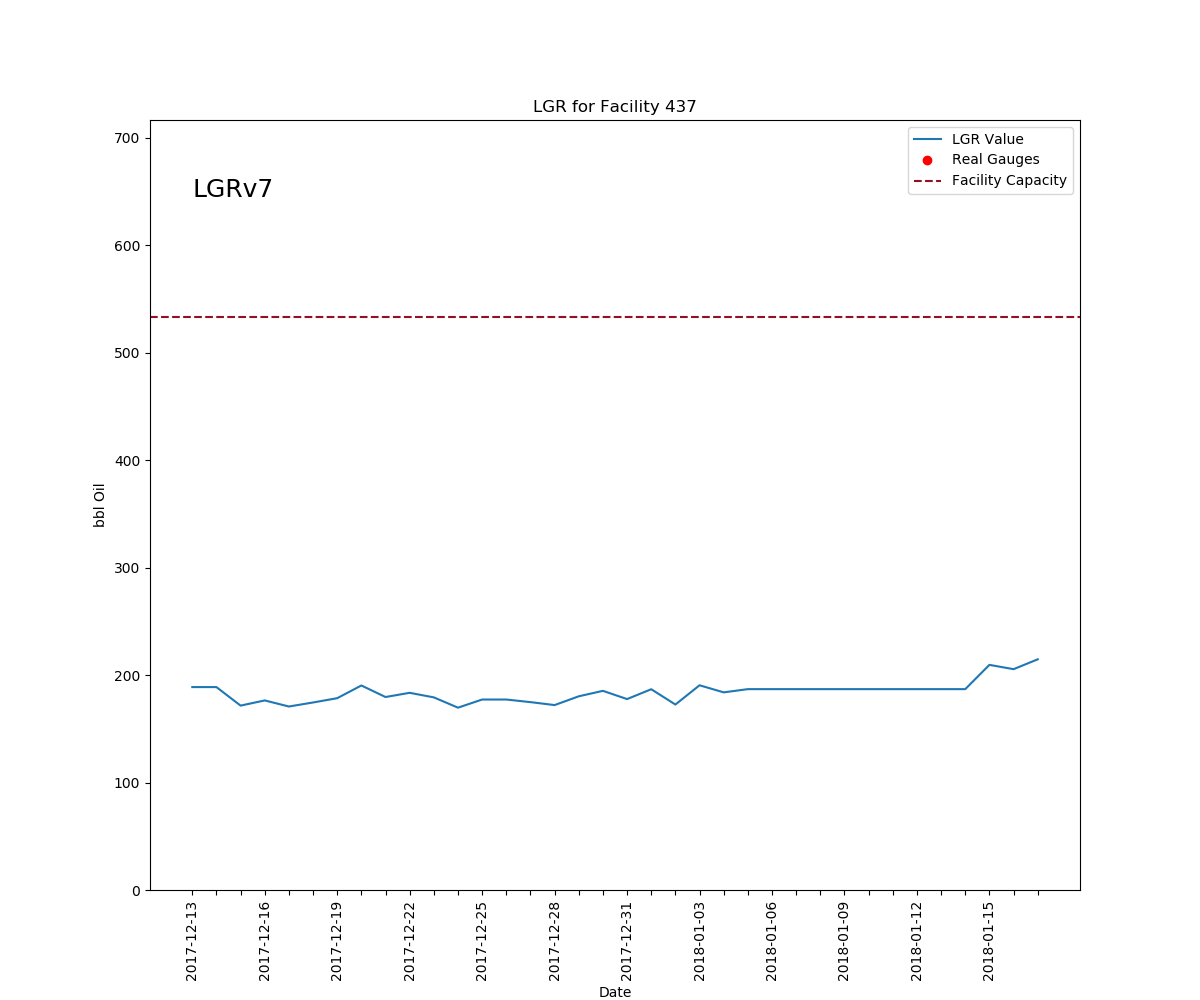 LGR for Facility 437
LGRv7
LGR Value
Real Gauges
Facility Capacity
700
600
500
400
300
200
100
0
bbl Oil
2017-12-13
2017-12-16
2017-12-19
2017-12-22
2017-12-25
2017-12-28
2017-12-31
2018-01-03
2018-01-06
2018-01-09
2018-01-12
2018-01-15
Date